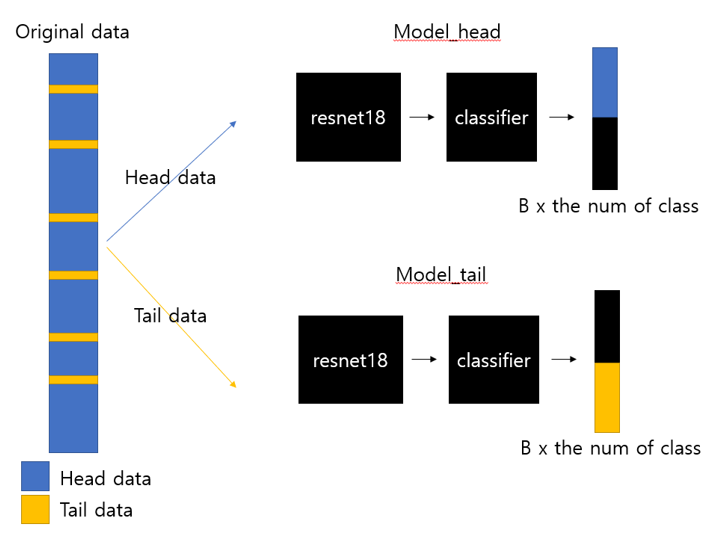 Original data
Model_head
resnet18
classifier
Head data
B x the num of class
Model_tail
Tail data
resnet18
classifier
B x the num of class
Head data
Tail data